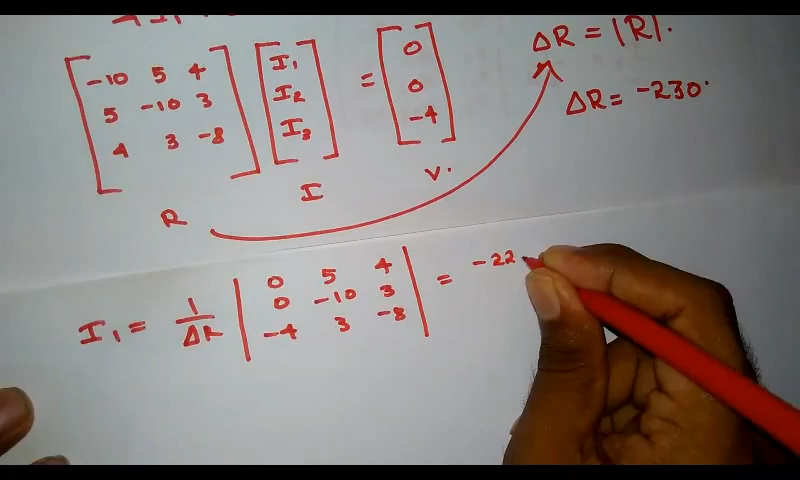 -10 5 4 I1 0
5 -10 3 I2 = 0
4 3 -8 I3 -4
R I V.
ΔR = |R|.
ΔR = -230.
I1 = 1/ΔR | 0 5 4 | = -22
0 -10 3
-4 3 -8